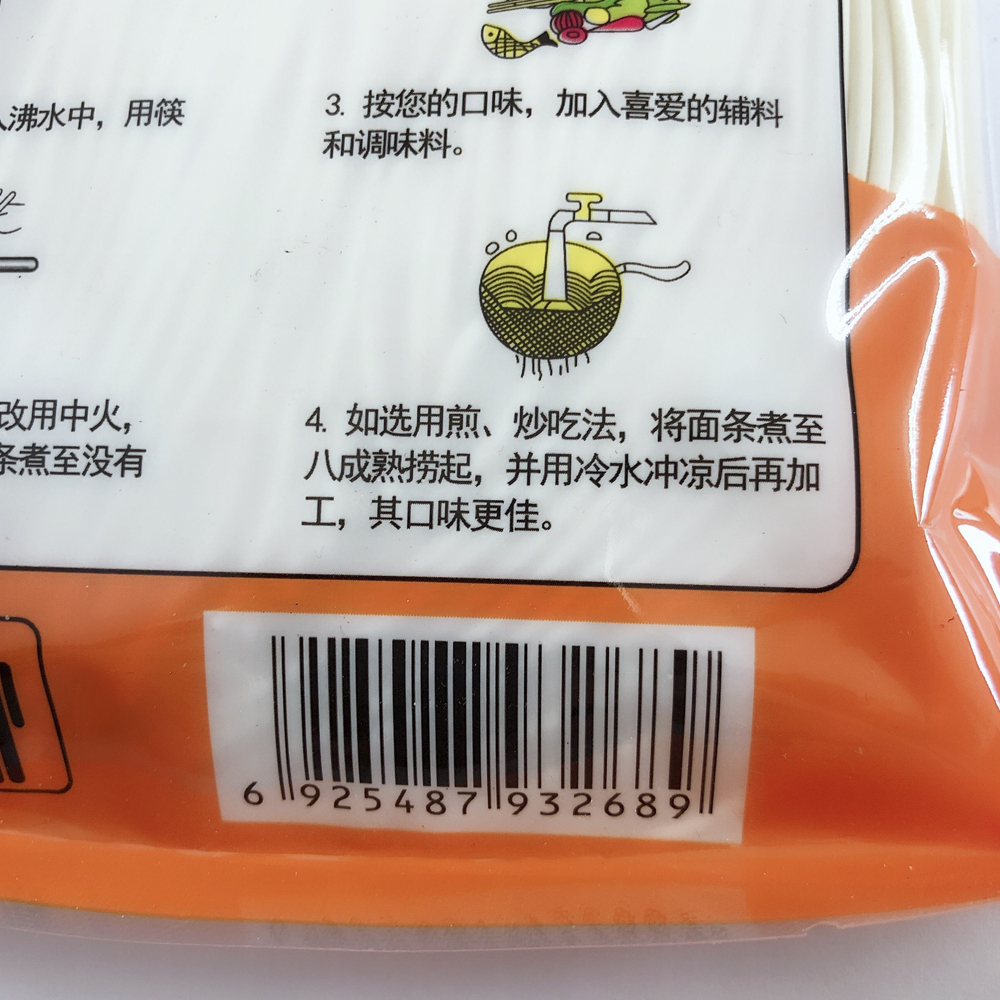 入沸水中，用筷
3. 按您的口味，加入喜爱的辅料
和调味料。
改用中火，
条煮至没有
4. 如选用煎、炒吃法，将面条煮至
八成熟捞起，并用冷水冲凉后再加
工，其口味更佳。
6 925487 932689